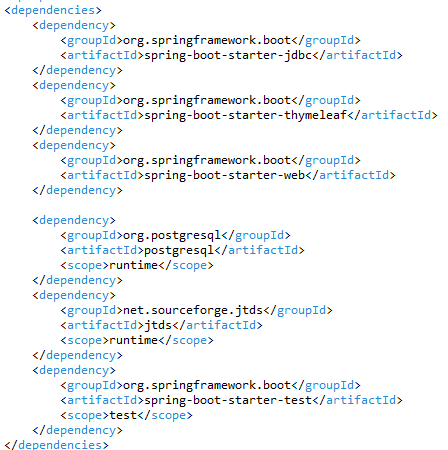 <dependencies>
    <dependency>
        <groupId>org.springframework.boot</groupId>
        <artifactId>spring-boot-starter-jdbc</artifactId>
    </dependency>
    <dependency>
        <groupId>org.springframework.boot</groupId>
        <artifactId>spring-boot-starter-thymeleaf</artifactId>
    </dependency>
    <dependency>
        <groupId>org.springframework.boot</groupId>
        <artifactId>spring-boot-starter-web</artifactId>
    </dependency>

    <dependency>
        <groupId>org.postgresql</groupId>
        <artifactId>postgresql</artifactId>
        <scope>runtime</scope>
    </dependency>
    <dependency>
        <groupId>net.sourceforge.jtds</groupId>
        <artifactId>jtds</artifactId>
        <scope>runtime</scope>
    </dependency>
    <dependency>
        <groupId>org.springframework.boot</groupId>
        <artifactId>spring-boot-starter-test</artifactId>
        <scope>test</scope>
    </dependency>
</dependencies>